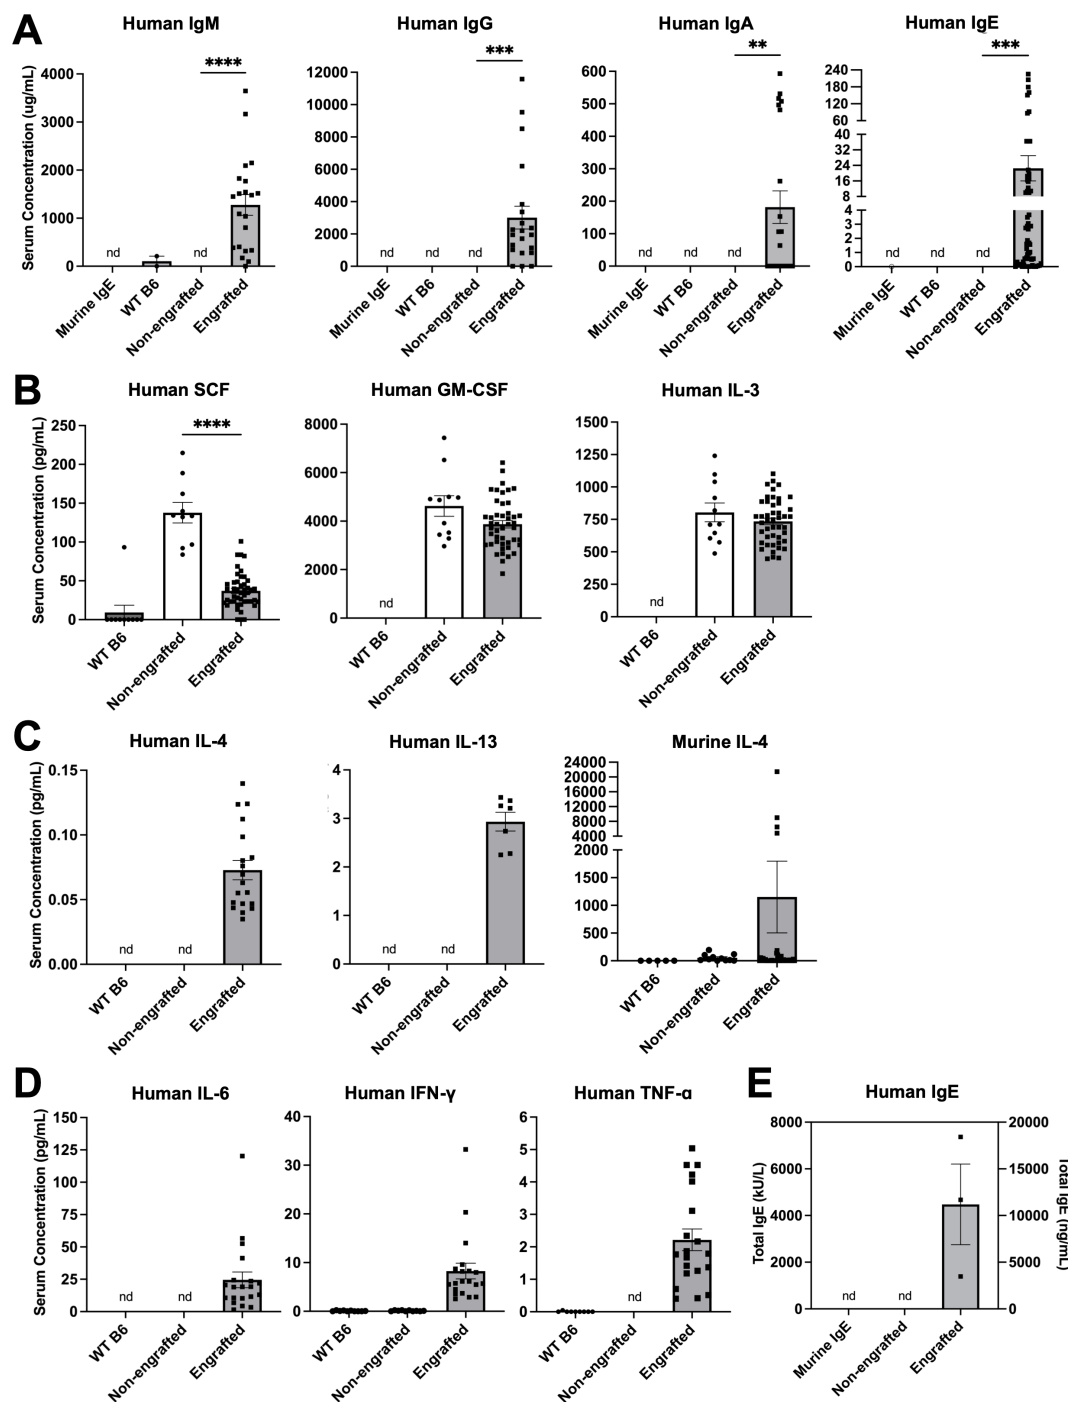 A
Human IgM
Human IgG
Human IgA
Human IgE
****
***
**
***
Serum Concentration (ug/mL)
4000
3000
2000
1000
0
nd
nd
Murine IgE
WT B6
Non-engrafted
Engrafted
12000
10000
8000
6000
4000
2000
0
nd
nd
nd
Murine IgE
WT B6
Non-engrafted
Engrafted
600
500
400
300
200
100
0
nd
nd
nd
Murine IgE
WT B6
Non-engrafted
Engrafted
240
180
120
60
40
32
24
16
8
4
3
2
1
0
nd
nd
nd
Murine IgE
WT B6
Non-engrafted
Engrafted
B
Human SCF
Human GM-CSF
Human IL-3
****
Serum Concentration (pg/mL)
250
200
150
100
50
0
WT B6
Non-engrafted
Engrafted
8000
6000
4000
2000
0
nd
WT B6
Non-engrafted
Engrafted
1500
1250
1000
750
500
250
0
nd
WT B6
Non-engrafted
Engrafted
C
Human IL-4
Human IL-13
Murine IL-4
Serum Concentration (pg/mL)
0.15
0.10
0.05
0.00
nd
nd
WT B6
Non-engrafted
Engrafted
4
3
2
1
0
nd
nd
WT B6
Non-engrafted
Engrafted
24000
20000
16000
12000
8000
4000
2000
1500
1000
500
0
WT B6
Non-engrafted
Engrafted
D
Human IL-6
Human IFN-γ
Human TNF-α
Serum Concentration (pg/mL)
150
125
100
75
50
25
0
nd
nd
WT B6
Non-engrafted
Engrafted
40
30
20
10
0
WT B6
Non-engrafted
Engrafted
6
5
4
3
2
1
0
nd
WT B6
Non-engrafted
Engrafted
E
Human IgE
Total IgE (kU/L)
8000
6000
4000
2000
0
nd
nd
Murine IgE
Non-engrafted
Engrafted
20000
15000
10000
5000
0
Total IgE (ng/mL)